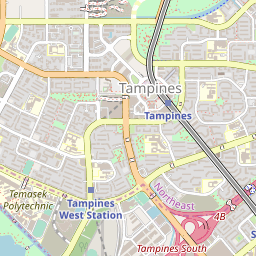 Tampines
Tampines
Temasek
Polytechnic
Tampines
West Station
Northeast
4B
Tampines South
S